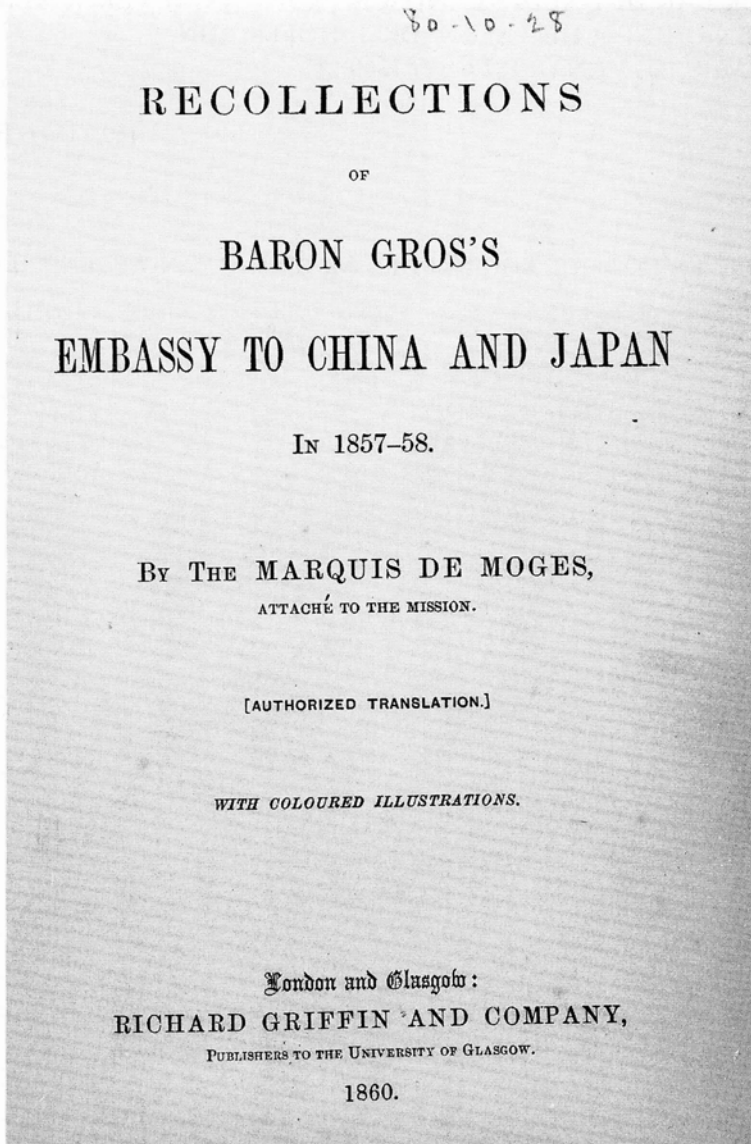 80-10-28
RECOLLECTIONS
OF
BARON GROS'S
EMBASSY TO CHINA AND JAPAN
IN 1857–58.
BY THE MARQUIS DE MOGES,
ATTACHÉ TO THE MISSION.
[AUTHORIZED TRANSLATION.]
WITH COLOURED ILLUSTRATIONS.
London and Glasgow:
RICHARD GRIFFIN AND COMPANY,
PUBLISHERS TO THE UNIVERSITY OF GLASGOW.
1860.